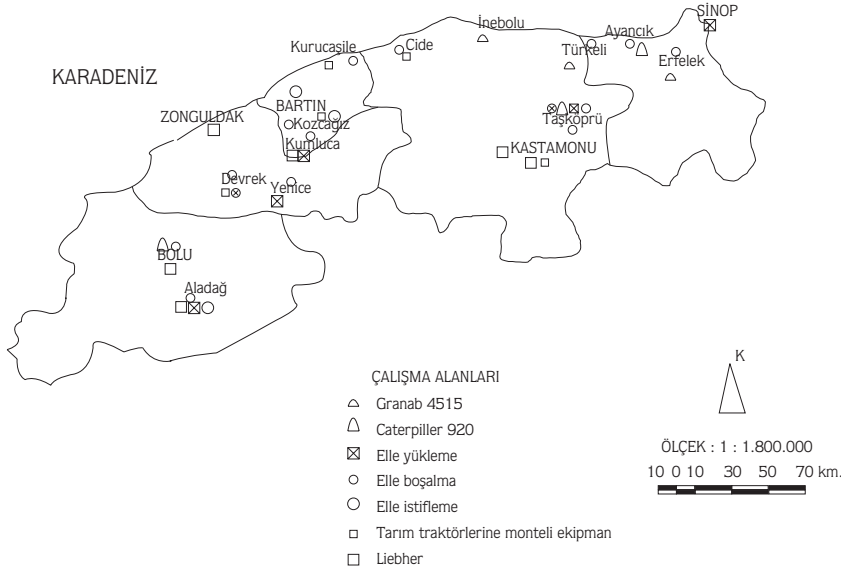 SİNOP
İnebolu
Ayancık
Kurucaşile
Cide
Türkeli
Erfelek
KARADENİZ
BARTIN
ZONGULDAK
Kozcağız
Taşköprü
Kumluca
KASTAMONU
Devrek
Yenice
BOLU
Aladağ
K
ÇALIŞMA ALANLARI
Granab 4515
Caterpiller 920
Elle yükleme
Elle boşalma
Elle istifleme
Tarım traktörlerine monteli ekipman
Liebher
ÖLÇEK : 1 : 1.800.000
10 0 10 30 50 70 km.